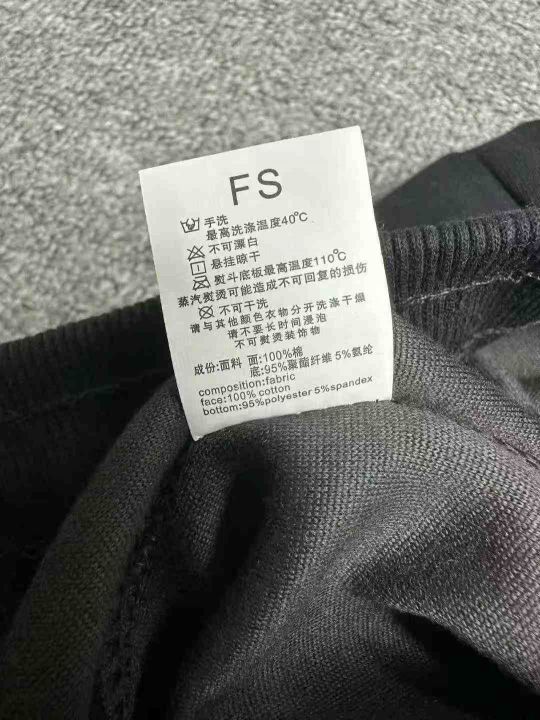 FS
手洗
最高洗涤温度40℃
不可漂白
悬挂晾干
熨斗底板最高温度110℃
蒸汽熨烫可能造成不可回复的损伤
不可干洗
请与其他颜色衣物分开洗涤干燥
请不要长时间浸泡
不可熨烫装饰物
成份:面料 面:100%棉
底:95%聚酯纤维 5%氨纶
composition:fabric
face:100% cotton
bottom:95%polyester 5%spandex